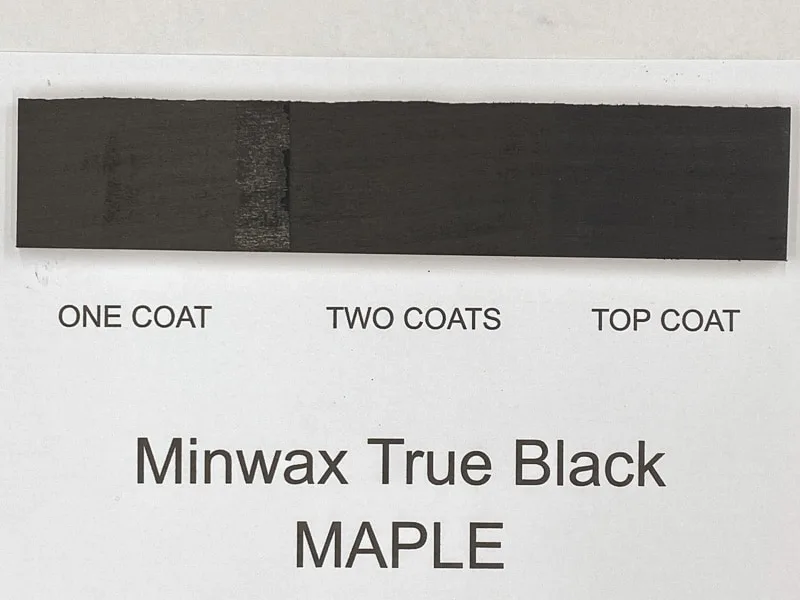 ONE COAT TWO COATS TOP COAT
Minwax True Black
MAPLE